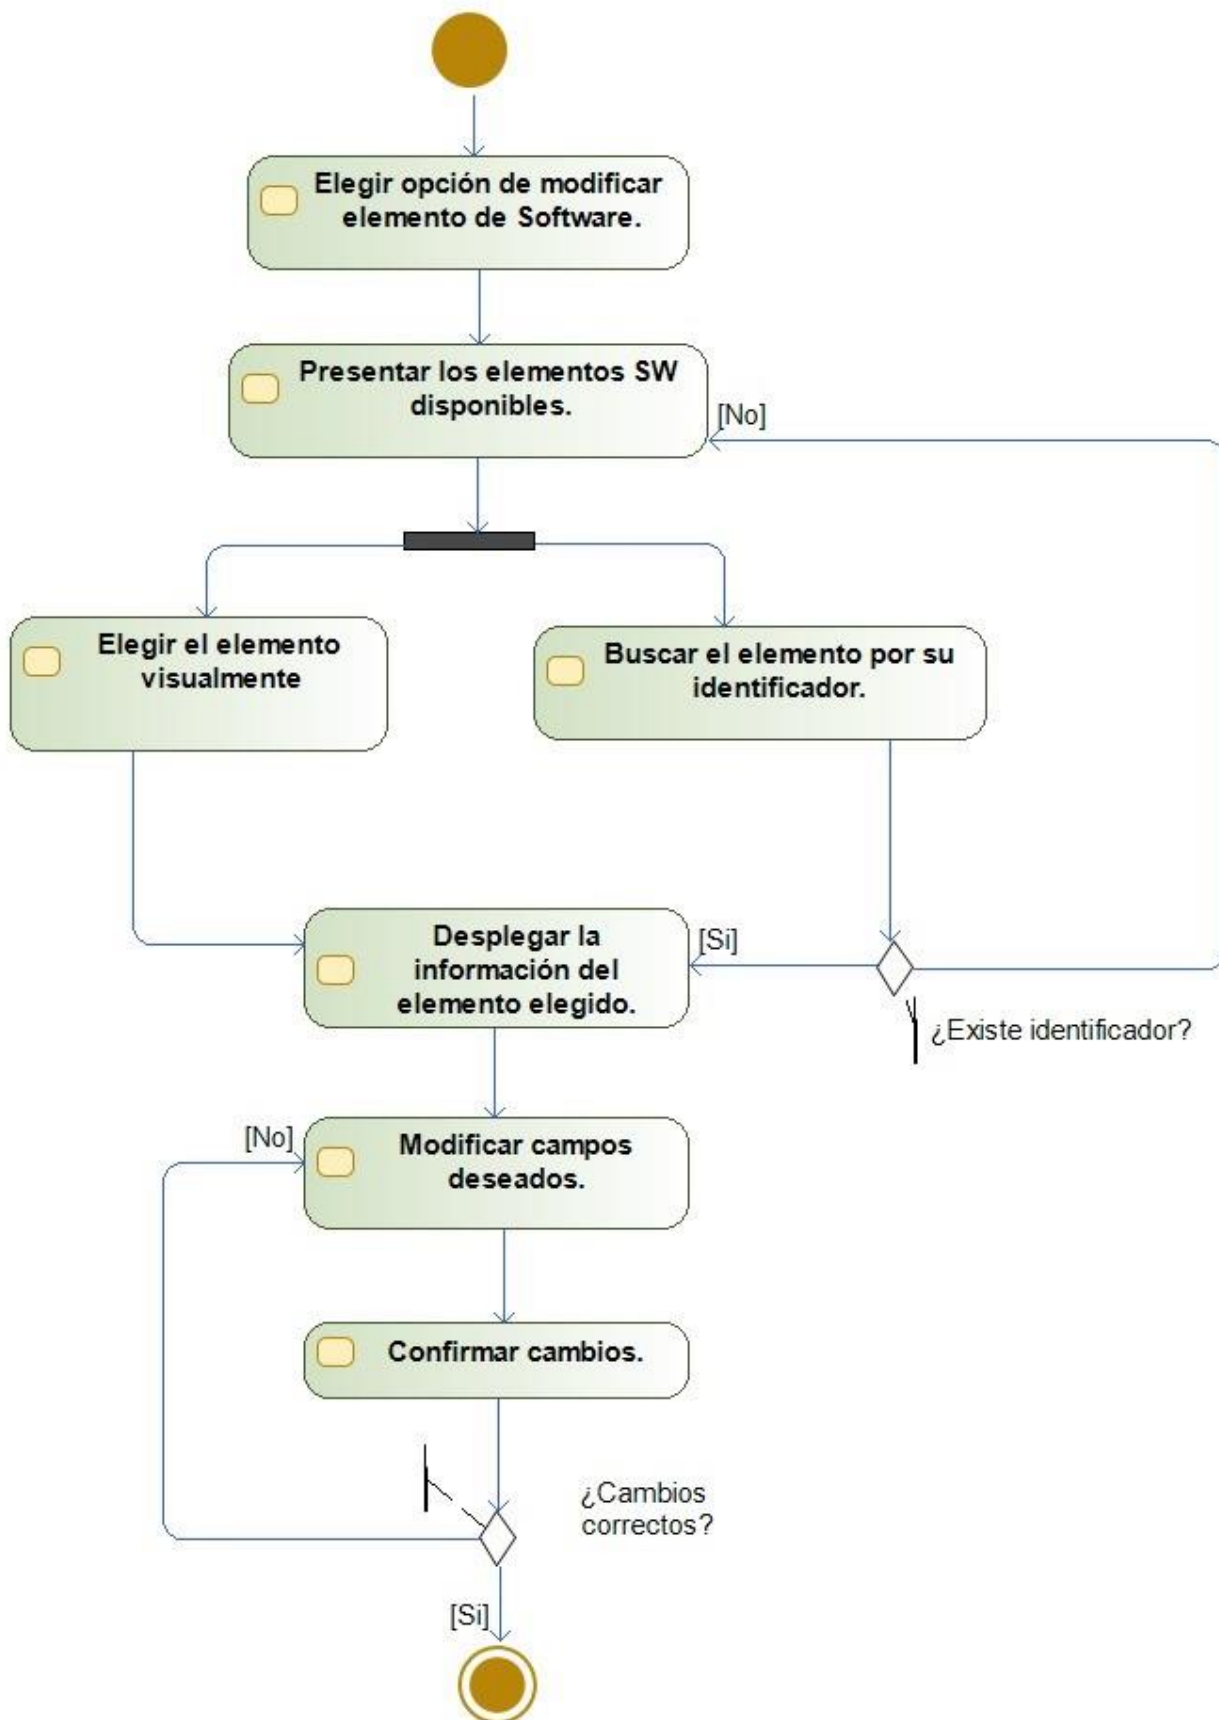 Elegir opción de modificar
elemento de Software.
Presentar los elementos SW
disponibles.
[No]
Elegir el elemento
visualmente
Buscar el elemento por su
identificador.
Desplegar la
información del
elemento elegido.
[Si]
¿Existe identificador?
[No]
Modificar campos
deseados.
Confirmar cambios.
¿Cambios
correctos?
[Si]